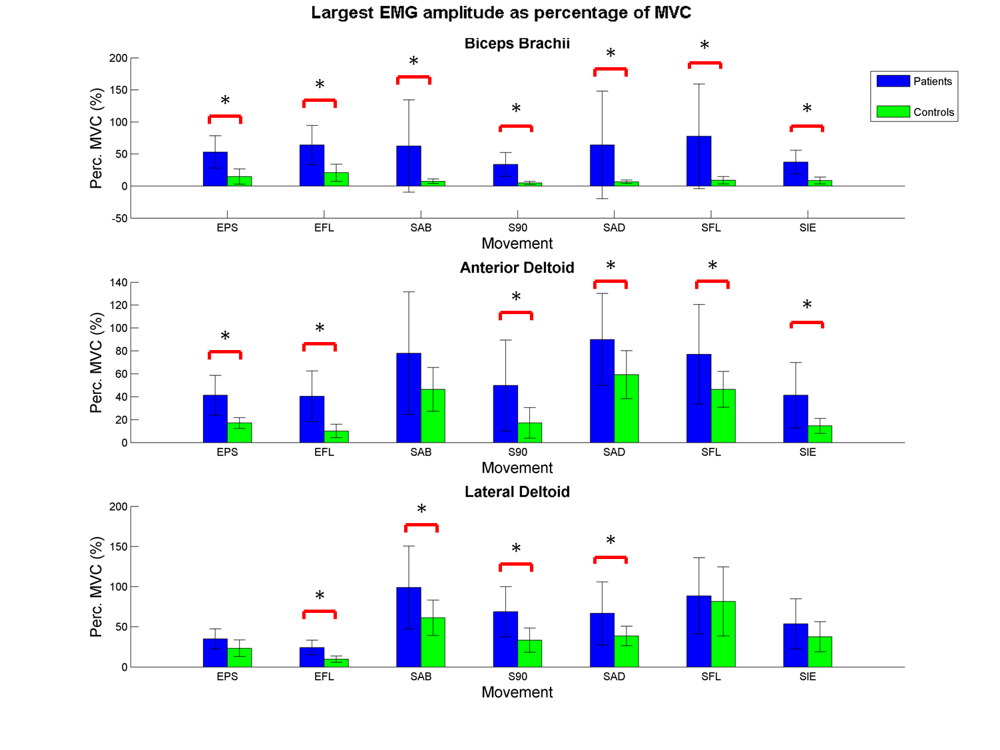 Largest EMG amplitude as percentage of MVC
Biceps Brachii
200
150
100
50
0
-50
Perc. MVC (%)
* * * * * * *
EPS EFL SAB S90 SAD SFL SIE
Movement
Patients
Controls
Anterior Deltoid
140
120
100
80
60
40
20
0
Perc. MVC (%)
* * * * * *
EPS EFL SAB S90 SAD SFL SIE
Movement
Lateral Deltoid
200
150
100
50
0
Perc. MVC (%)
* * * *
EPS EFL SAB S90 SAD SFL SIE
Movement